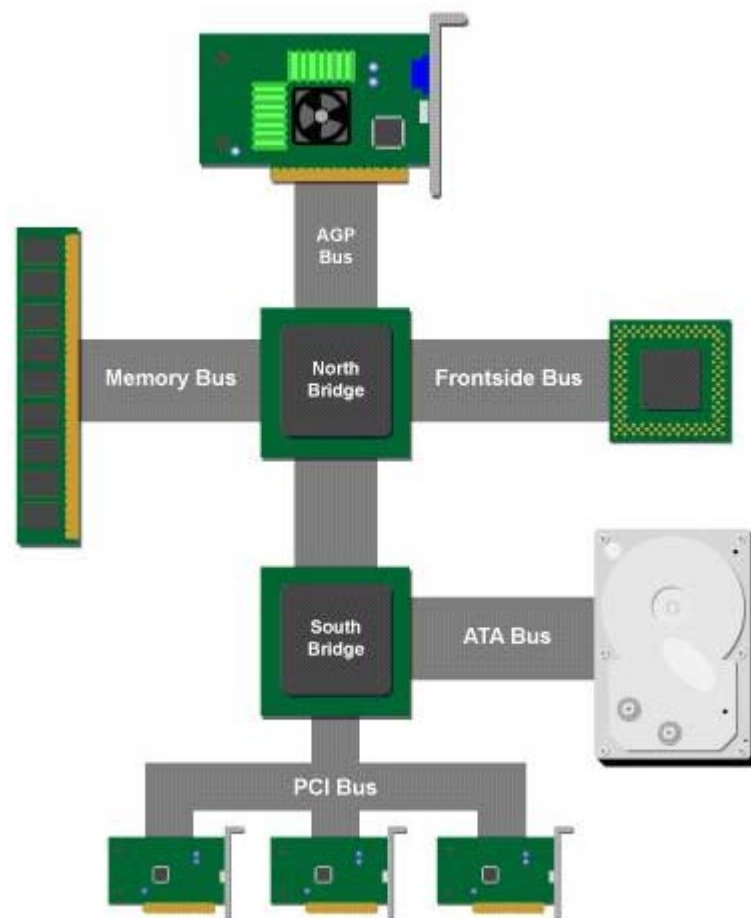 AGP
Bus
Memory Bus
North
Bridge
Frontside Bus
South
Bridge
ATA Bus
PCI Bus